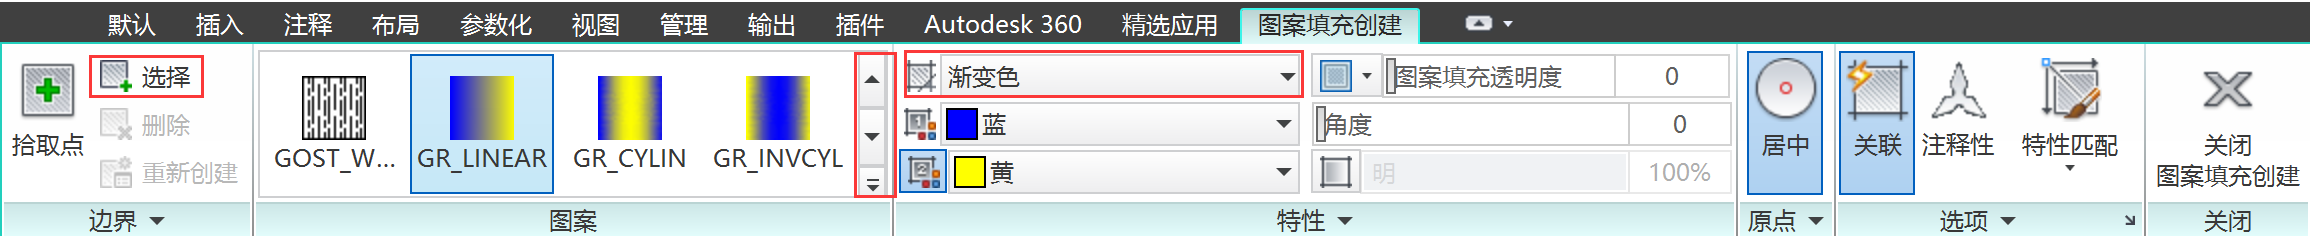 默认 插入 注释 布局 参数化 视图 管理 输出 插件 Autodesk 360 精选应用 图案填充创建
拾取点
选择
删除
重新创建
边界
GOST_W...
GR_LINEAR
GR_CYLIN
GR_INVCYL
图案
渐变色
1 蓝
2 黄
图案填充透明度 0
角度 0
明 100%
特性
居中
原点
关联
注释性
特性匹配
选项
关闭
图案填充创建
关闭